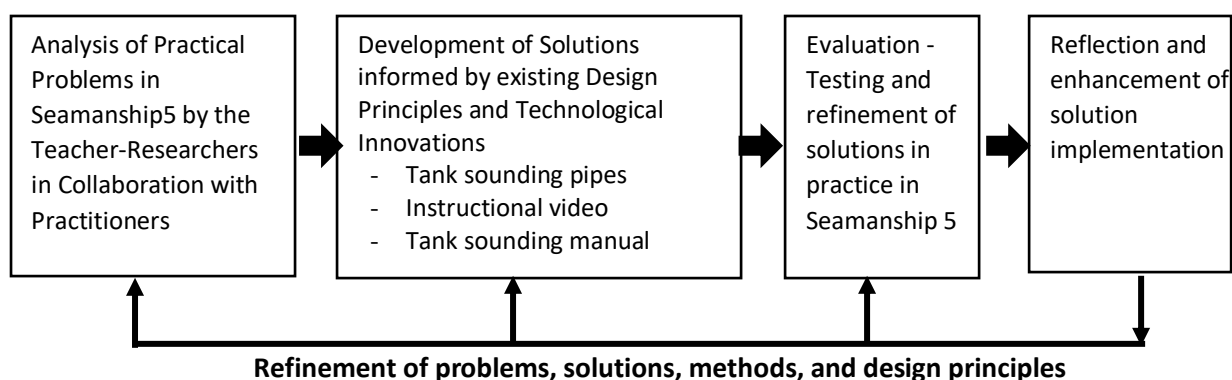 Analysis of Practical
Problems in
Seamanship5 by the
Teacher-Researchers
in Collaboration with
Practitioners
Development of Solutions
informed by existing Design
Principles and Technological
Innovations
- Tank sounding pipes
- Instructional video
- Tank sounding manual
Evaluation -
Testing and
refinement of
solutions in
practice in
Seamanship 5
Reflection and
enhancement of
solution
implementation
Refinement of problems, solutions, methods, and design principles